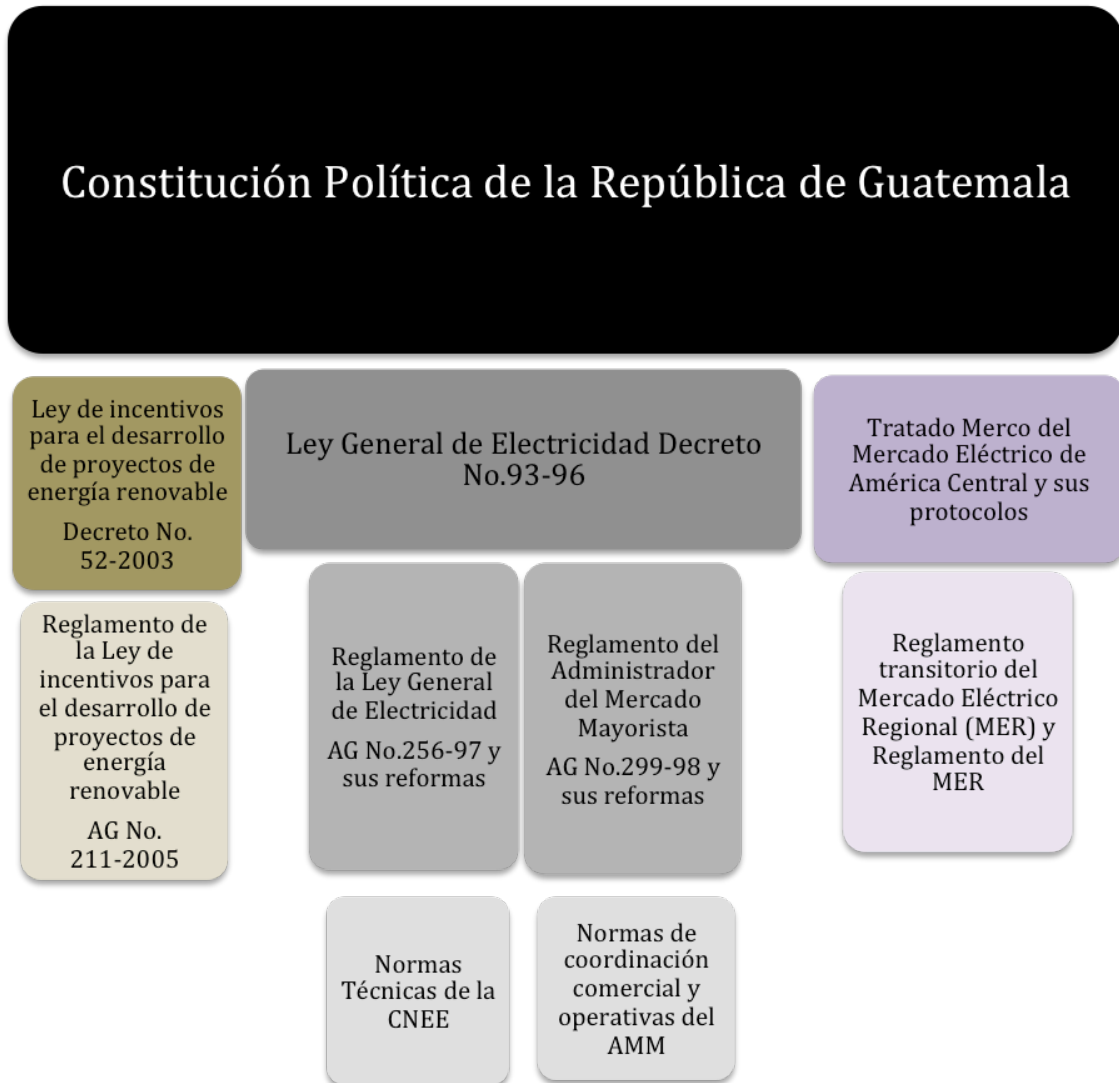 Constitución Política de la República de Guatemala
Ley de incentivos
para el desarrollo
de proyectos de
energía renovable
Decreto No.
52-2003
Ley General de Electricidad Decreto
No.93-96
Tratado Merco del
Mercado Eléctrico de
América Central y sus
protocolos
Reglamento de
la Ley de
incentivos para
el desarrollo de
proyectos de
energía
renovable
AG No.
211-2005
Reglamento de
la Ley General
de Electricidad
AG No.256-97 y
sus reformas
Reglamento del
Administrador
del Mercado
Mayorista
AG No.299-98 y
sus reformas
Reglamento
transitorio del
Mercado Eléctrico
Regional (MER) y
Reglamento del
MER
Normas
Técnicas de la
CNEE
Normas de
coordinación
comercial y
operativas del
AMM